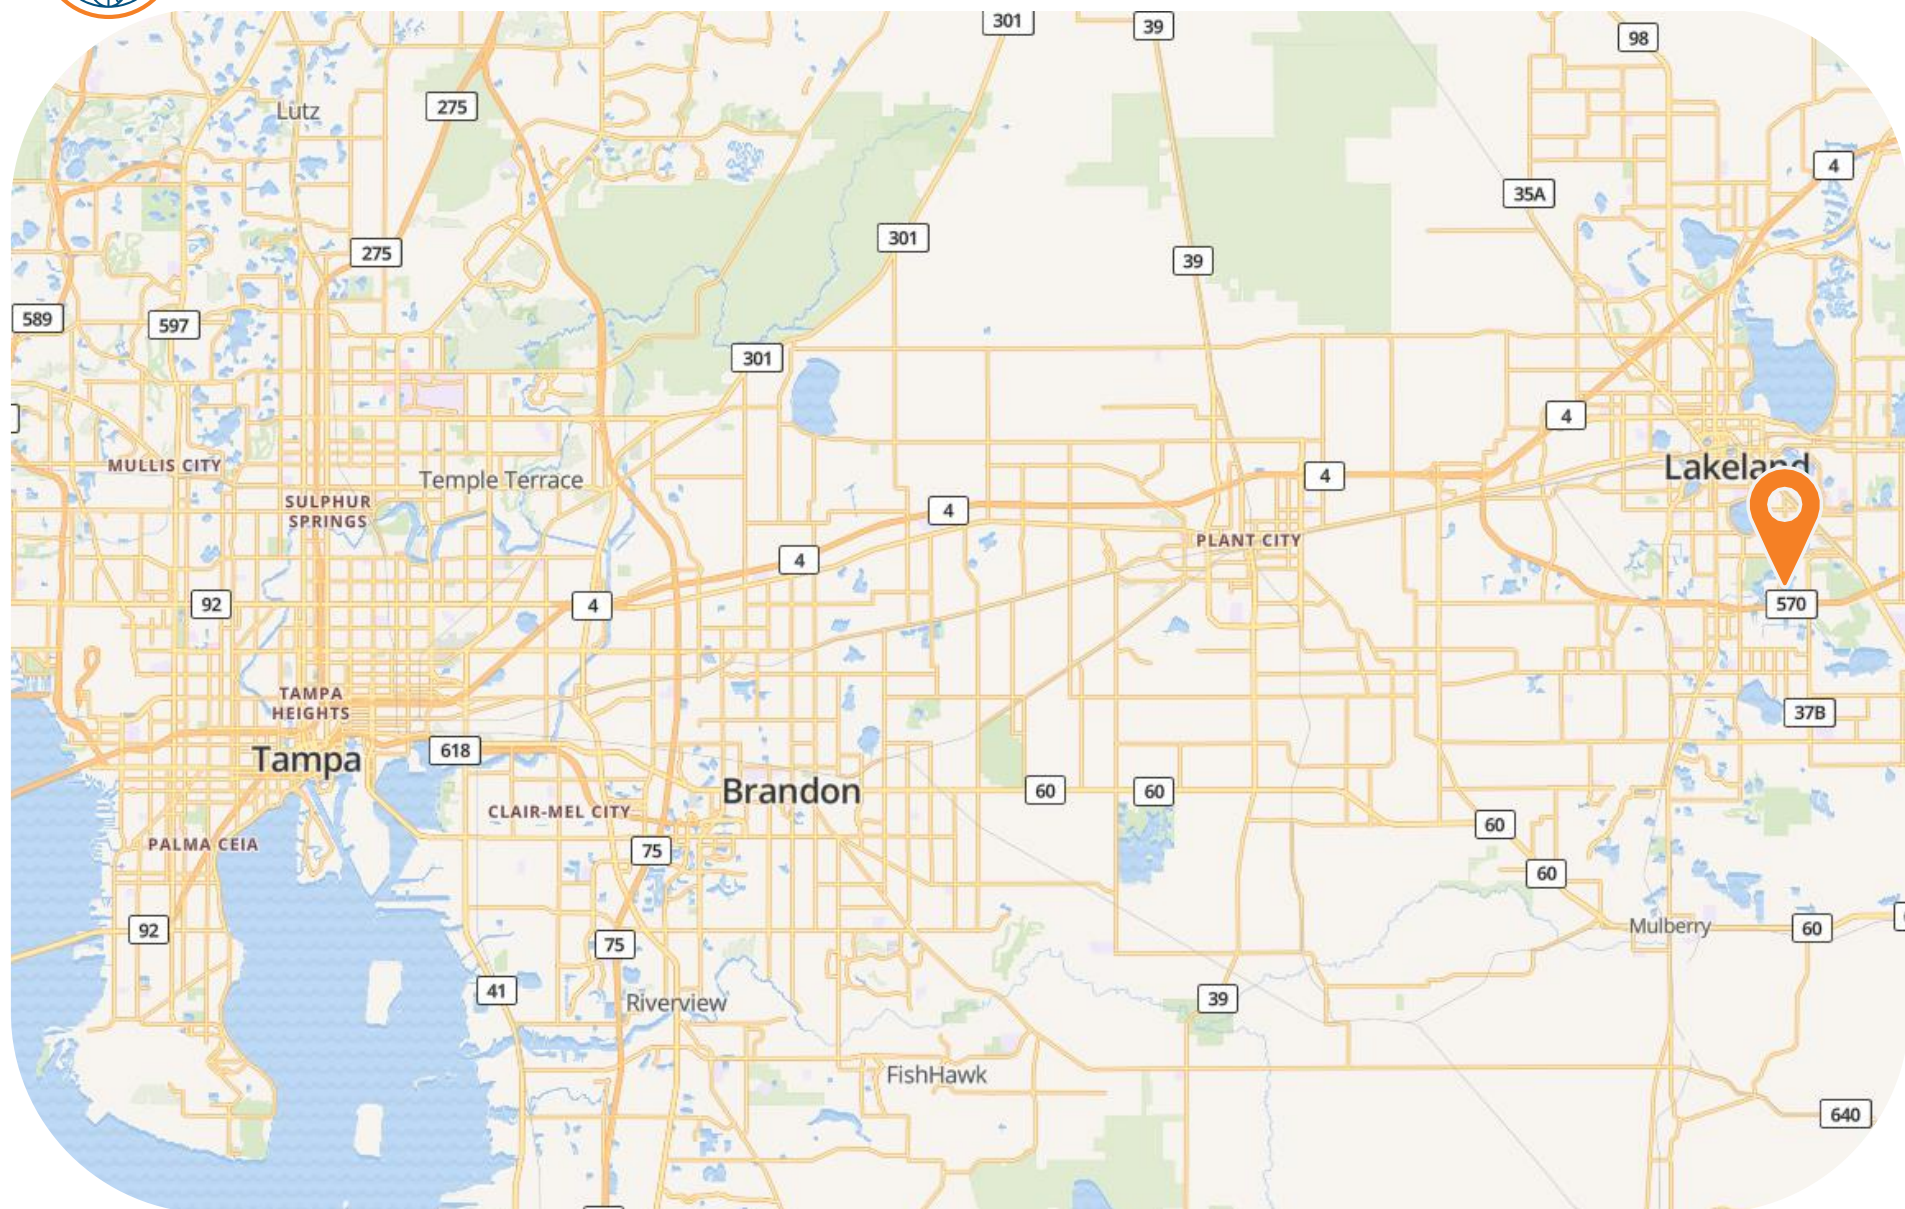 301
39
98
Lutz
275
4
35A
301
275
39
589
597
301
4
MULLIS CITY
Temple Terrace
4
Lakeland
SULPHUR
SPRINGS
4
PLANT CITY
4
92
4
570
TAMPA
HEIGHTS
37B
618
Tampa
Brandon
60
60
CLAIR-MEL CITY
60
PALMA CEIA
75
60
92
75
Mulberry
60
41
Riverview
39
FishHawk
640